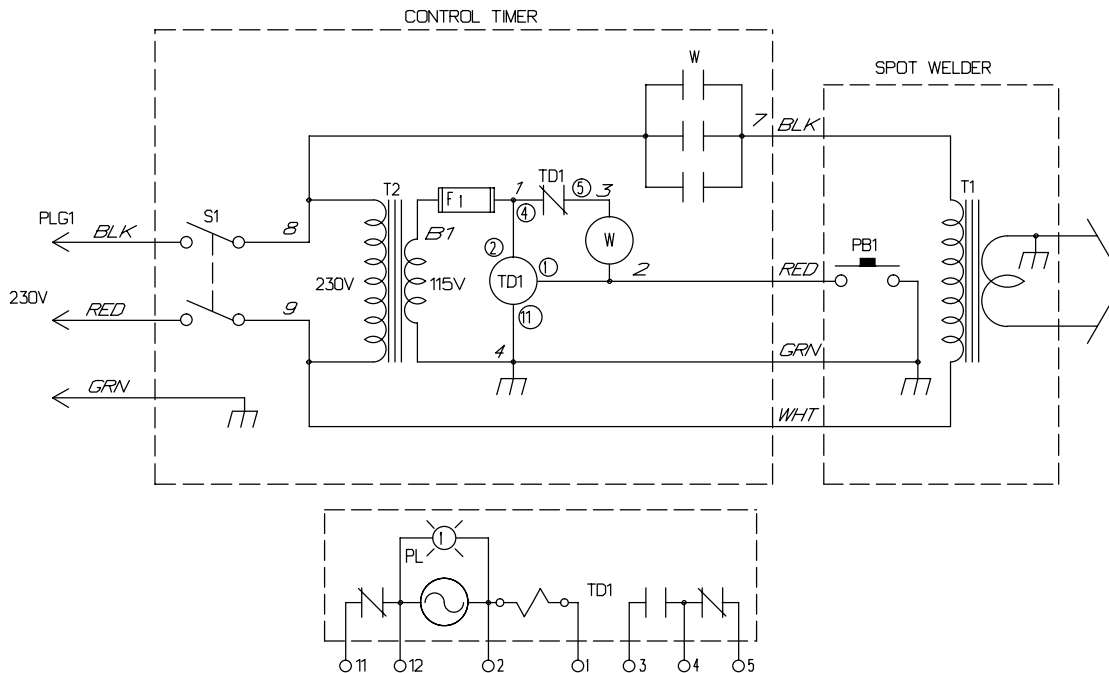 CONTROL TIMER
W
SPOT WELDER
7 BLK
PLG1
BLK
S1
8
T2
F1
1
TD1
5
3
4
T1
B1
2
W
PB1
230V
RED
9
230V
115V
TD1
1
2
RED
11
4
GRN
GRN
WHT
PL
1
TD1
11
12
2
1
3
4
5